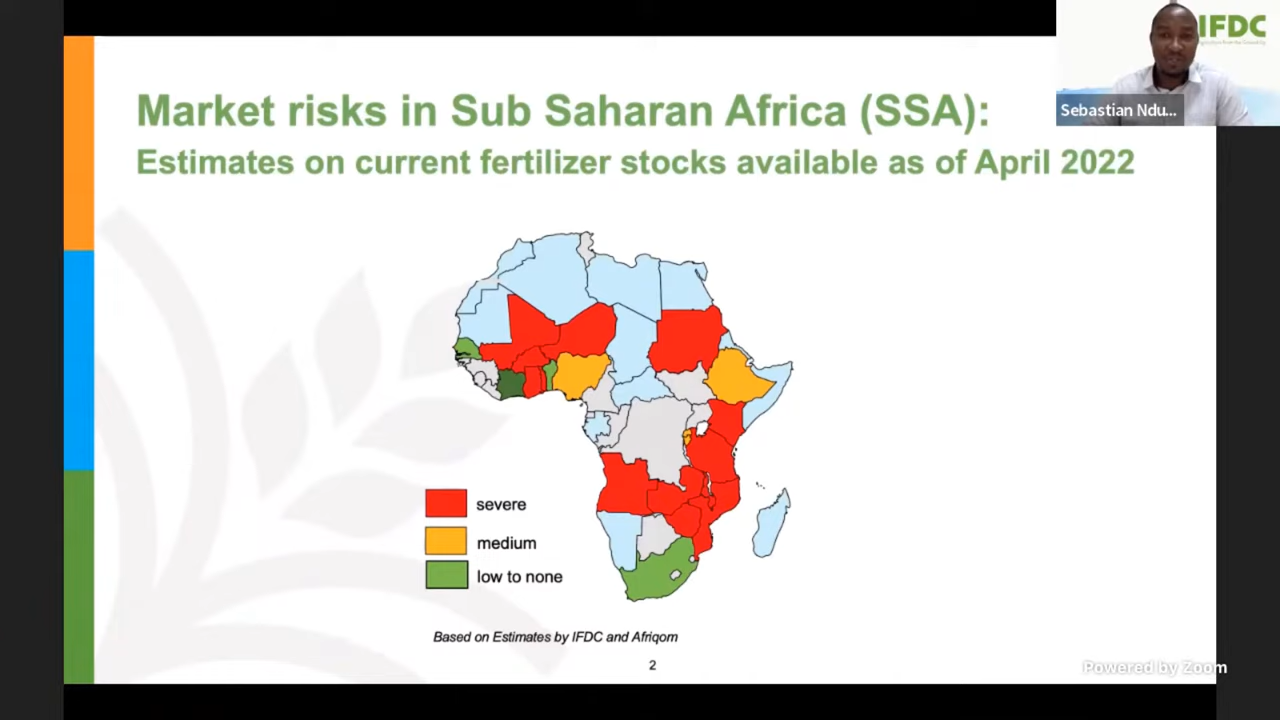 IFDC
Sebastian Ndu...
Market risks in Sub Saharan Africa (SSA):
Estimates on current fertilizer stocks available as of April 2022
severe
medium
low to none
Based on Estimates by IFDC and Afriqom
2
Powered by Zoom